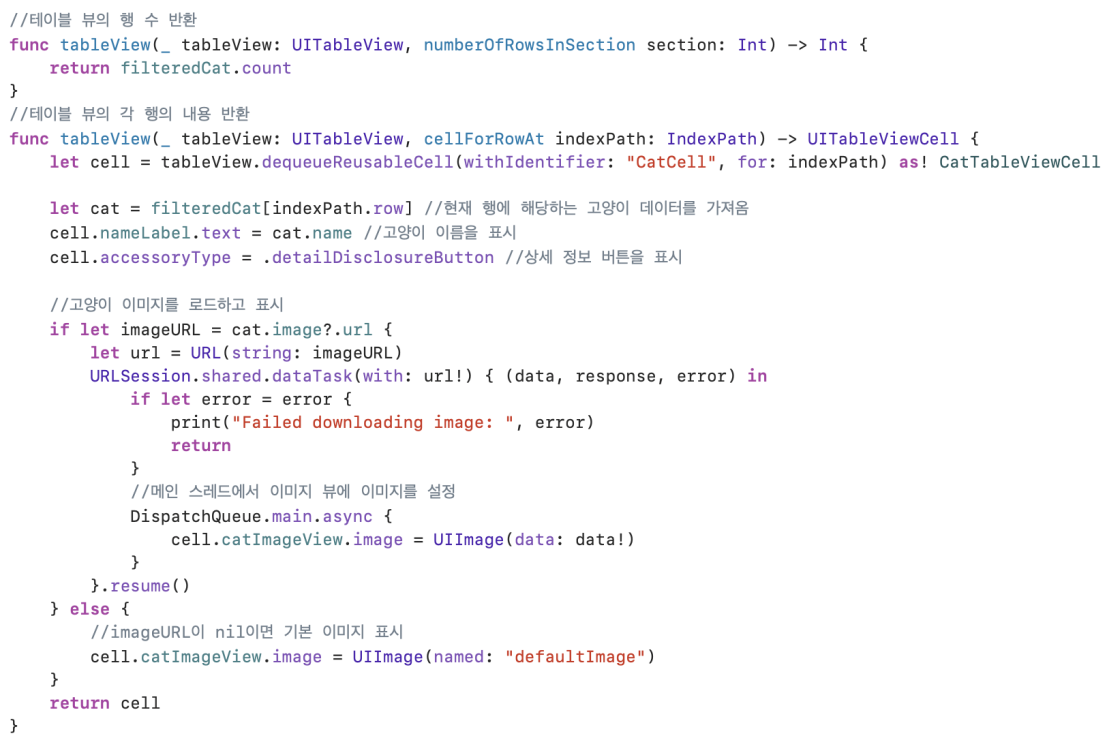 //테이블 뷰의 행 수 반환
func tableView(_ tableView: UITableView, numberOfRowsInSection section: Int) -> Int {
    return filteredCat.count
}
//테이블 뷰의 각 행의 내용 반환
func tableView(_ tableView: UITableView, cellForRowAt indexPath: IndexPath) -> UITableViewCell {
    let cell = tableView.dequeueReusableCell(withIdentifier: "CatCell", for: indexPath) as! CatTableViewCell

    let cat = filteredCat[indexPath.row] //현재 행에 해당하는 고양이 데이터를 가져옴
    cell.nameLabel.text = cat.name //고양이 이름을 표시
    cell.accessoryType = .detailDisclosureButton //상세 정보 버튼을 표시

    //고양이 이미지를 로드하고 표시
    if let imageURL = cat.image?.url {
        let url = URL(string: imageURL)
        URLSession.shared.dataTask(with: url!) { (data, response, error) in
            if let error = error {
                print("Failed downloading image: ", error)
                return
            }
            //메인 스레드에서 이미지 뷰에 이미지를 설정
            DispatchQueue.main.async {
                cell.catImageView.image = UIImage(data: data!)
            }
        }.resume()
    } else {
        //imageURL이 nil이면 기본 이미지 표시
        cell.catImageView.image = UIImage(named: "defaultImage")
    }
    return cell
}